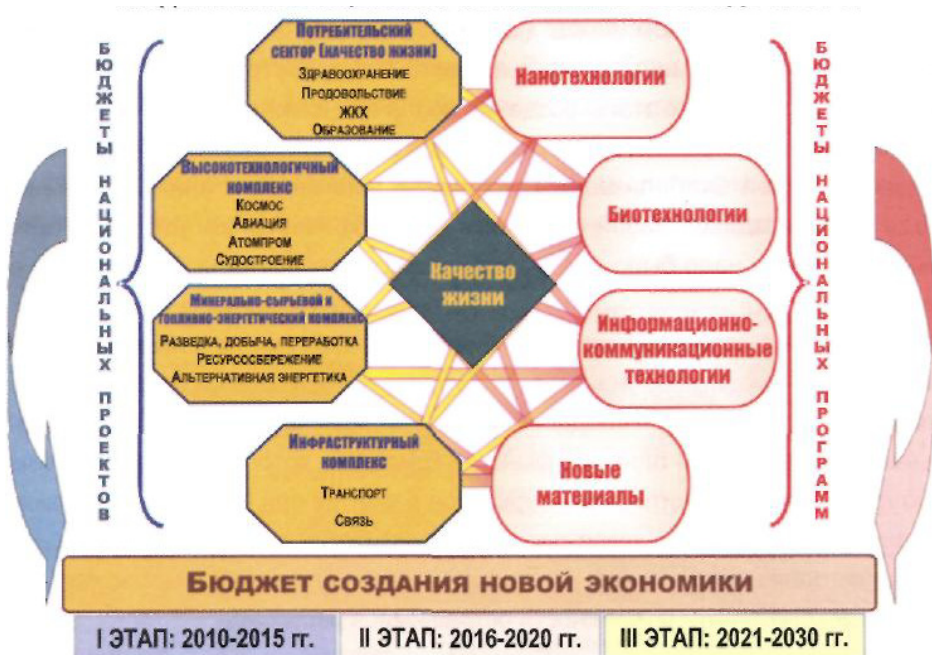 БЮДЖЕТЫ НАЦИОНАЛЬНЫХ ПРОЕКТОВ
ПОТРЕБИТЕЛЬСКИЙ
СЕКТОР (КАЧЕСТВО ЖИЗНИ)
ЗДРАВООХРАНЕНИЕ
ПРОДОВОЛЬСТВИЕ
ЖКХ
ОБРАЗОВАНИЕ
ВЫСОКОТЕХНОЛОГИЧНЫЙ
КОМПЛЕКС
КОСМОС
АВИАЦИЯ
АТОМПРОМ
СУДОСТРОЕНИЕ
МИНЕРАЛЬНО-СЫРЬЕВОЙ И
ТОПЛИВНО-ЭНЕРГЕТИЧЕСКИЙ КОМПЛЕКС
РАЗВЕДКА, ДОБЫЧА, ПЕРЕРАБОТКА
РЕСУРСОСБЕРЕЖЕНИЕ
АЛЬТЕРНАТИВНАЯ ЭНЕРГЕТИКА
ИНФРАСТРУКТУРНЫЙ
КОМПЛЕКС
ТРАНСПОРТ
СВЯЗЬ
Качество
жизни
Нанотехнологии
Биотехнологии
Информационно-
коммуникационные
технологии
Новые
материалы
БЮДЖЕТЫ НАЦИОНАЛЬНЫХ ПРОГРАММ
БЮДЖЕТ СОЗДАНИЯ НОВОЙ ЭКОНОМИКИ
I ЭТАП: 2010-2015 гг.
II ЭТАП: 2016-2020 гг.
III ЭТАП: 2021-2030 гг.